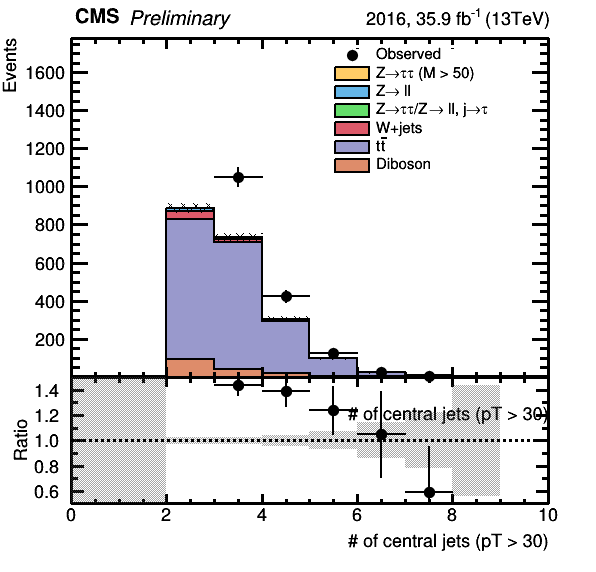 CMS Preliminary 2016, 35.9 fb⁻¹ (13TeV)
Events
1600
1400
1200
1000
800
600
400
200
Observed
Z→ττ (M > 50)
Z→ ll
Z→ττ/Z→ ll, j→τ
W+jets
tt̄
Diboson
# of central jets (pT > 30)
Ratio
1.4
1.2
1.0
0.8
0.6
0 2 4 6 8 10
# of central jets (pT > 30)